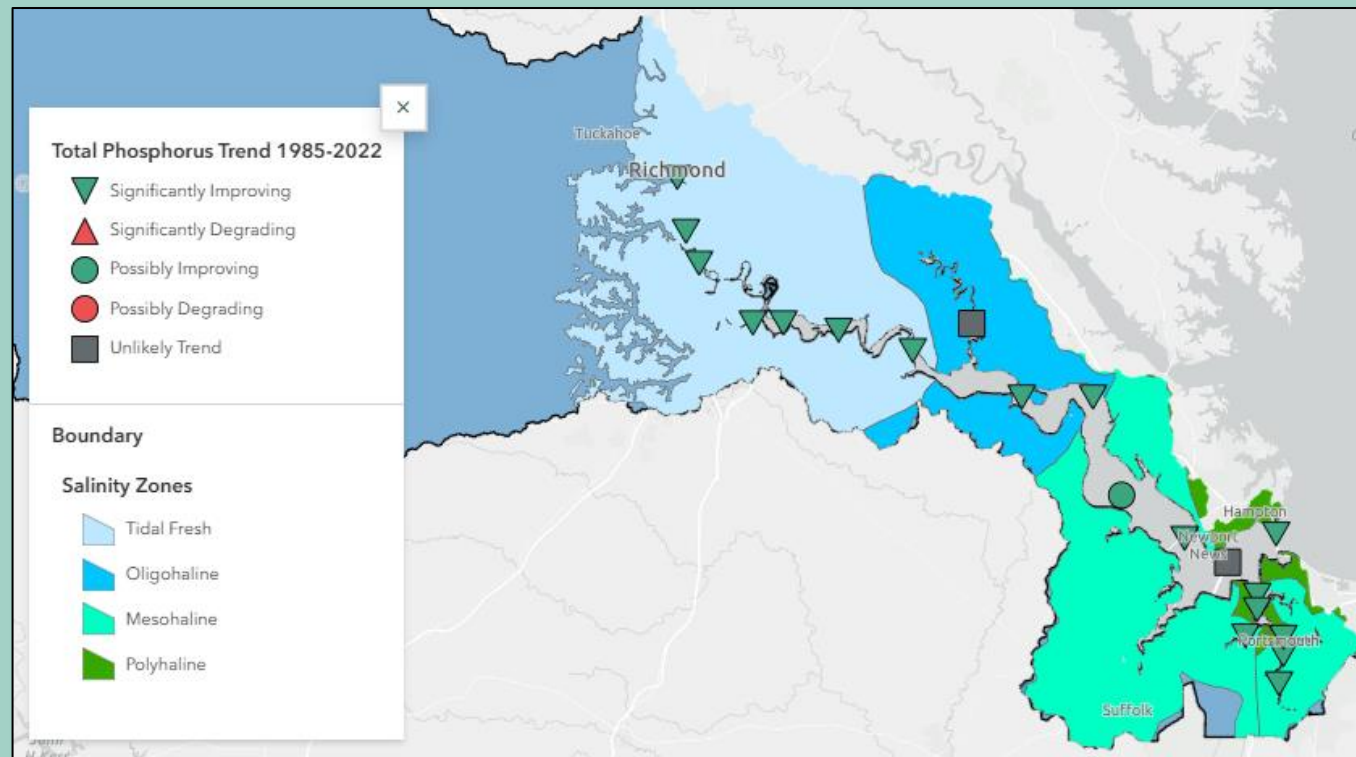 ×
Total Phosphorus Trend 1985-2022
Significantly Improving
Significantly Degrading
Possibly Improving
Possibly Degrading
Unlikely Trend
Boundary
Salinity Zones
Tidal Fresh
Oligohaline
Mesohaline
Polyhaline
Tuckahoe
Richmond
Hampton
Newport
News
Portsmouth
Suffolk